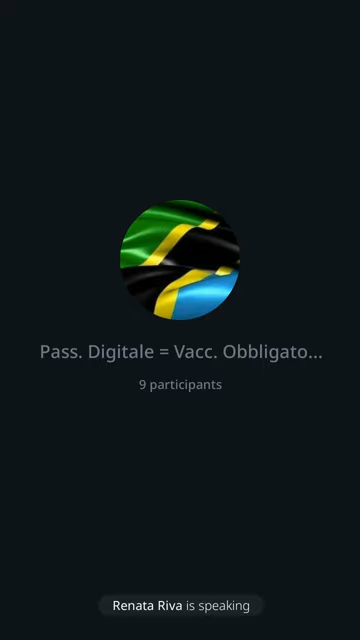 Pass. Digitale = Vacc. Obbligato...
9 participants
Renata Riva is speaking